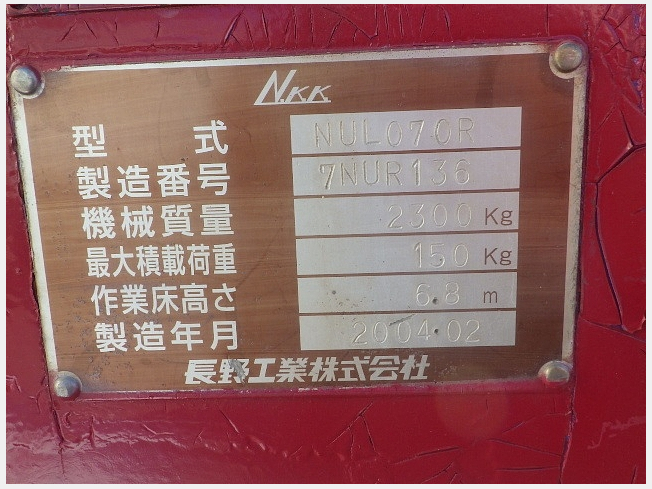 N.K.K.
型式 NUL070R
製造番号 7NUR136
機械質量 2300 Kg
最大積載荷重 150 Kg
作業床高さ 6.8 m
製造年月 2004.02
長野工業株式会社